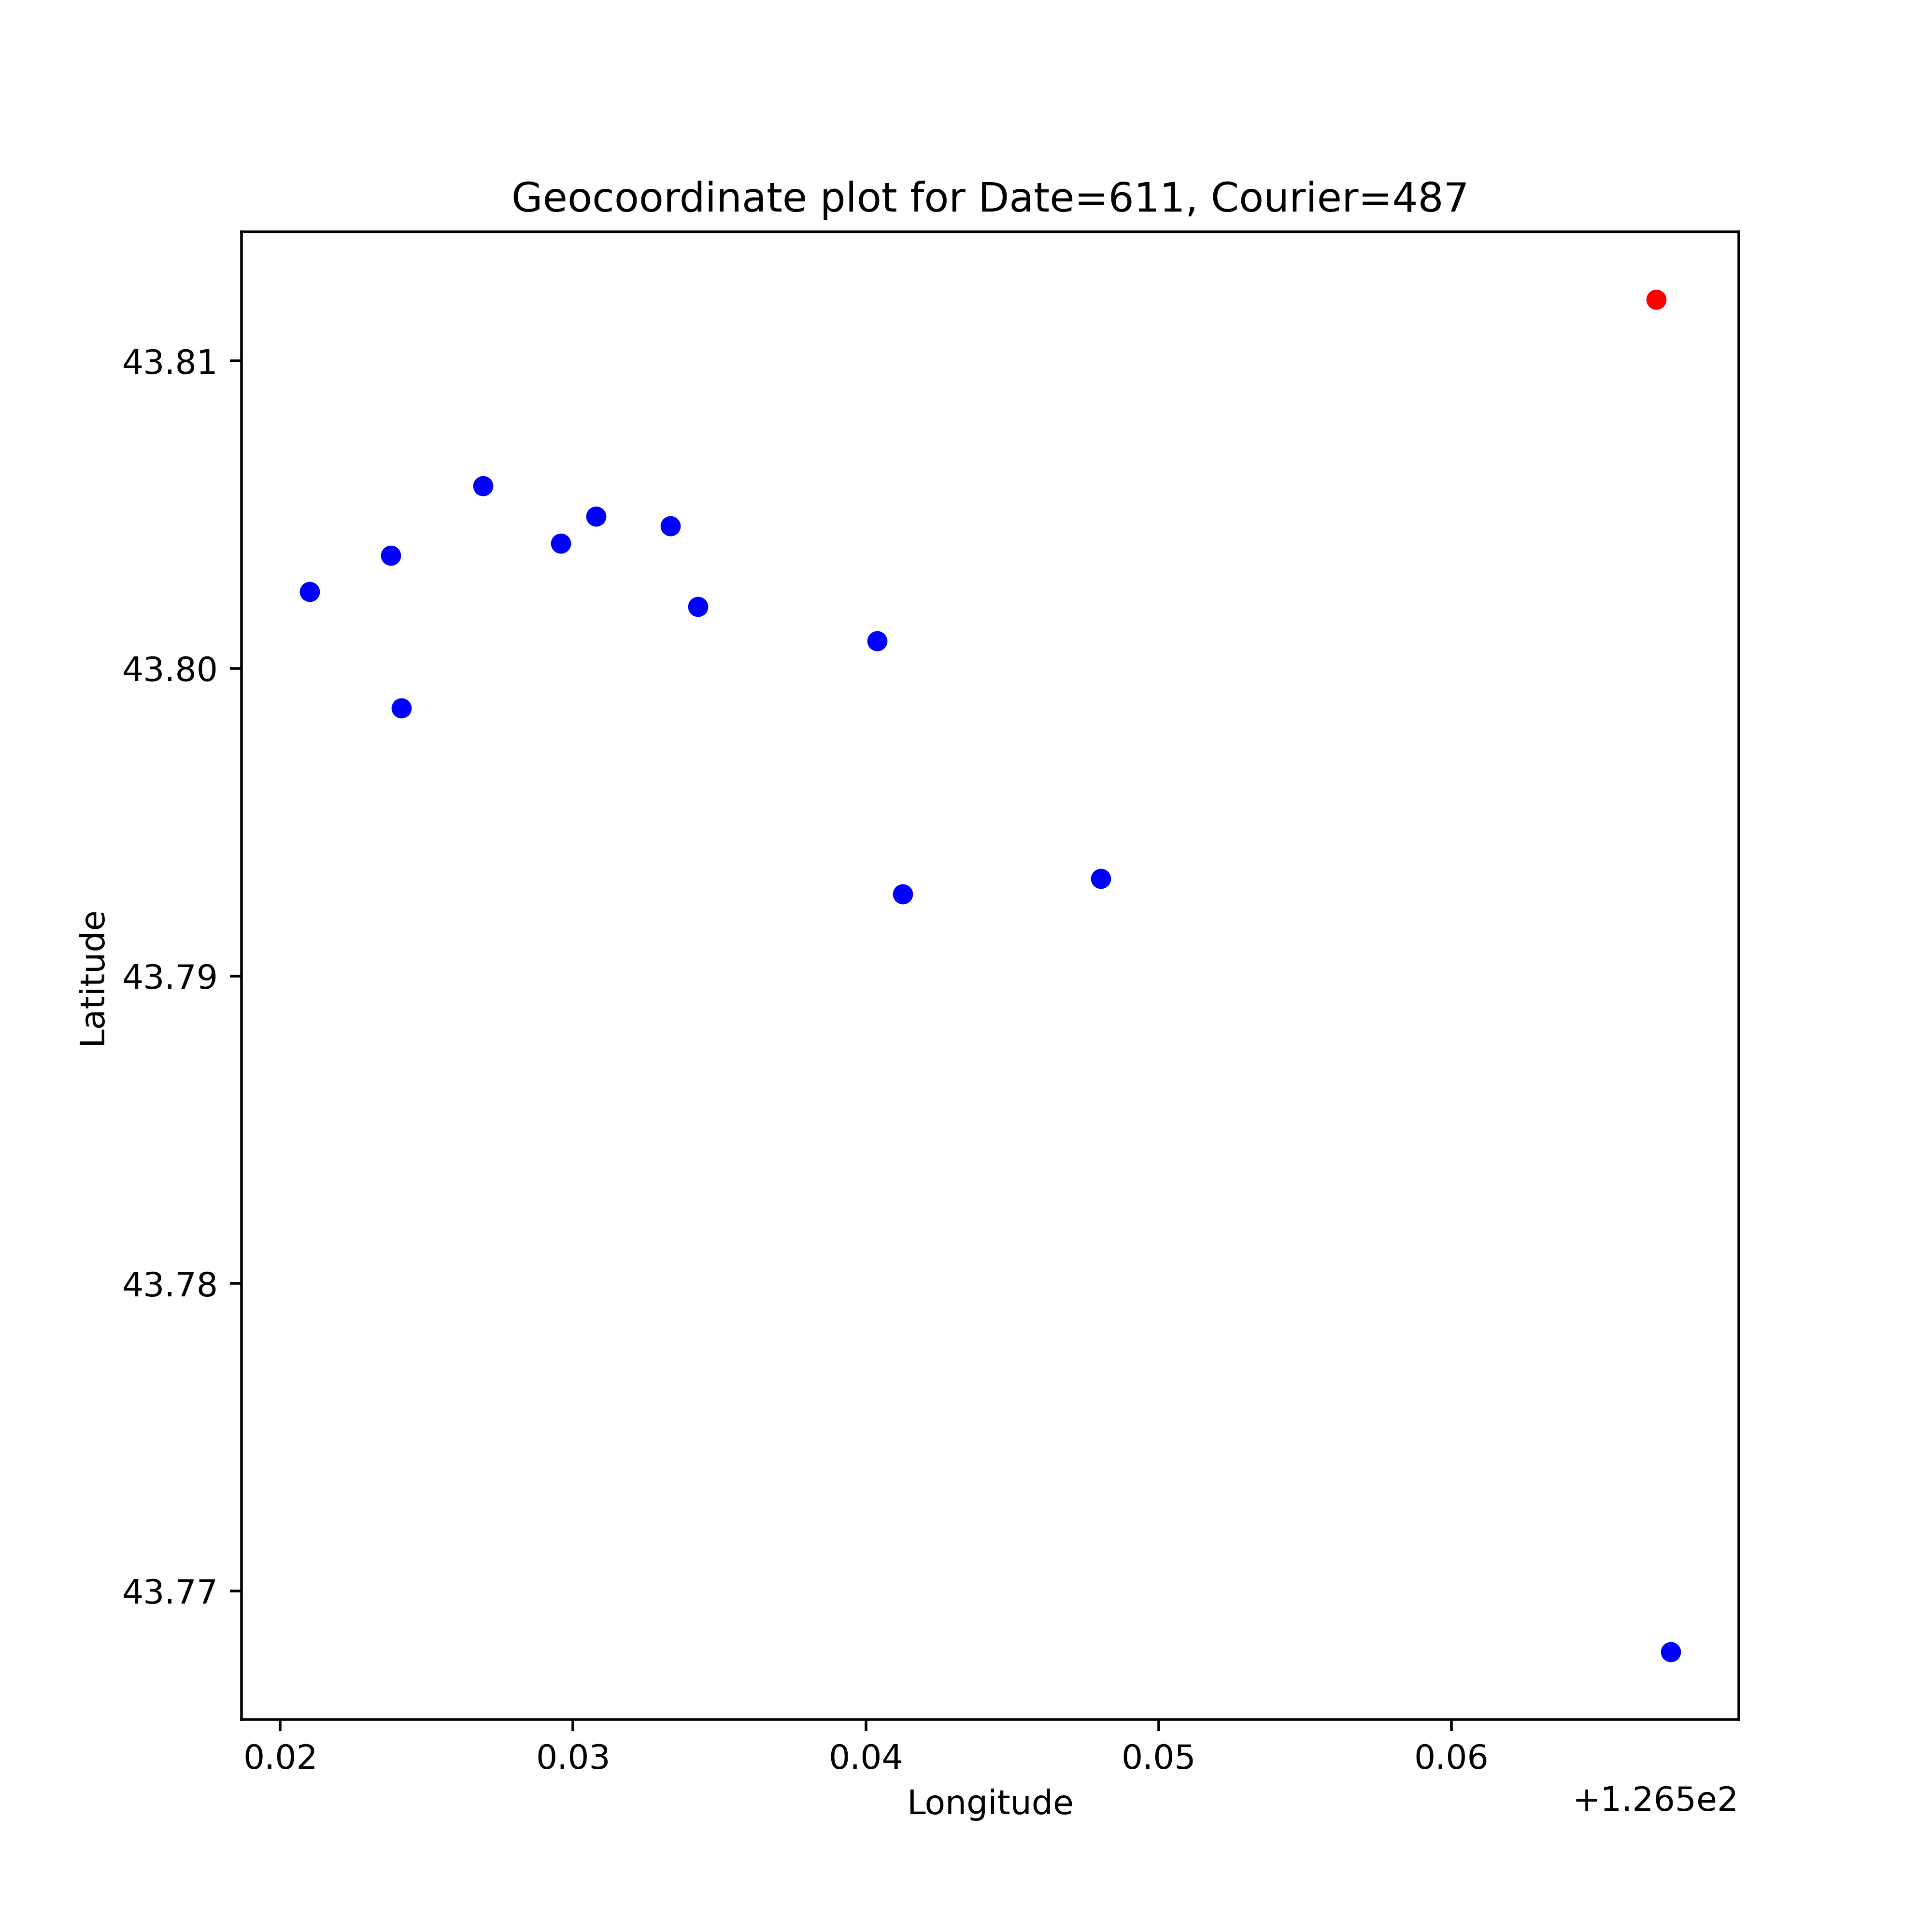 Geocoordinate plot for Date=611, Courier=487
43.81
43.80
43.79
43.78
43.77
Latitude
0.02 0.03 0.04 0.05 0.06
Longitude
+1.265e2